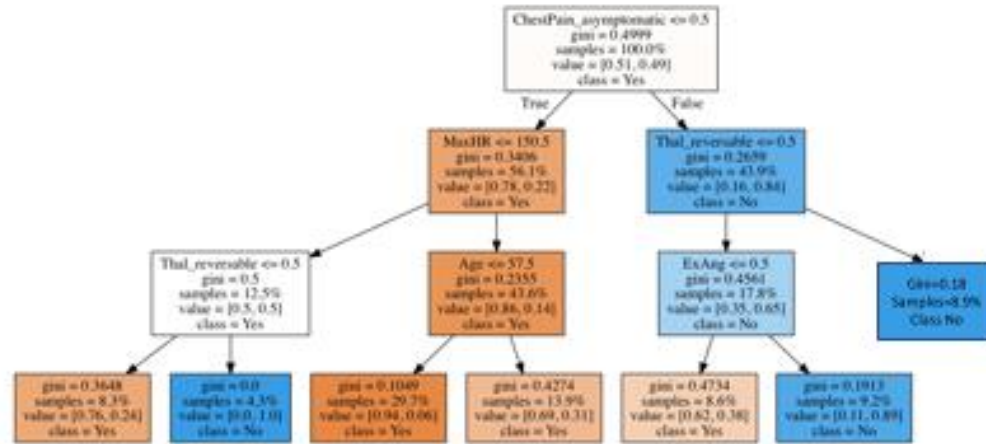 ChestPain_asymptomatic <= 0.5
gini = 0.4999
samples = 100.0%
value = [0.51, 0.49]
class = Yes
True
False
MaxHR <= 150.5
gini = 0.3406
samples = 56.1%
value = [0.78, 0.22]
class = Yes
Thal_reversable <= 0.5
gini = 0.2659
samples = 43.9%
value = [0.16, 0.84]
class = No
Thal_reversable <= 0.5
gini = 0.5
samples = 12.5%
value = [0.5, 0.5]
class = Yes
Age <= 57.5
gini = 0.2355
samples = 43.6%
value = [0.86, 0.14]
class = Yes
ExAng <= 0.5
gini = 0.4561
samples = 17.8%
value = [0.35, 0.65]
class = No
Gini=0.18
Samples=8.9%
Class No
gini = 0.3648
samples = 8.3%
value = [0.76, 0.24]
class = Yes
gini = 0.0
samples = 4.3%
value = [0.0, 1.0]
class = No
gini = 0.1049
samples = 29.7%
value = [0.94, 0.06]
class = Yes
gini = 0.4274
samples = 13.9%
value = [0.69, 0.31]
class = Yes
gini = 0.4734
samples = 8.6%
value = [0.62, 0.38]
class = Yes
gini = 0.1913
samples = 9.2%
value = [0.11, 0.89]
class = No